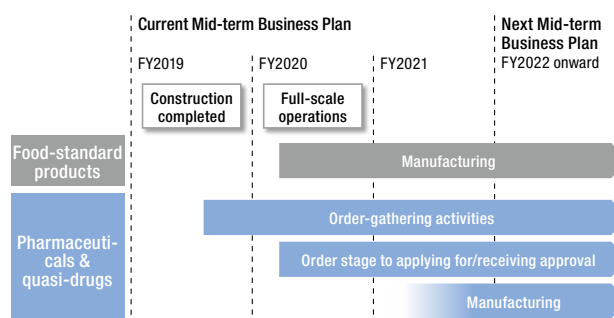 Current Mid-term Business Plan
Next Mid-term
Business Plan
FY2019
FY2020
FY2021
FY2022 onward
Construction
completed
Full-scale
operations
Food-standard
products
Manufacturing
Pharmaceuti-
cals &
quasi-drugs
Order-gathering activities
Order stage to applying for/receiving approval
Manufacturing